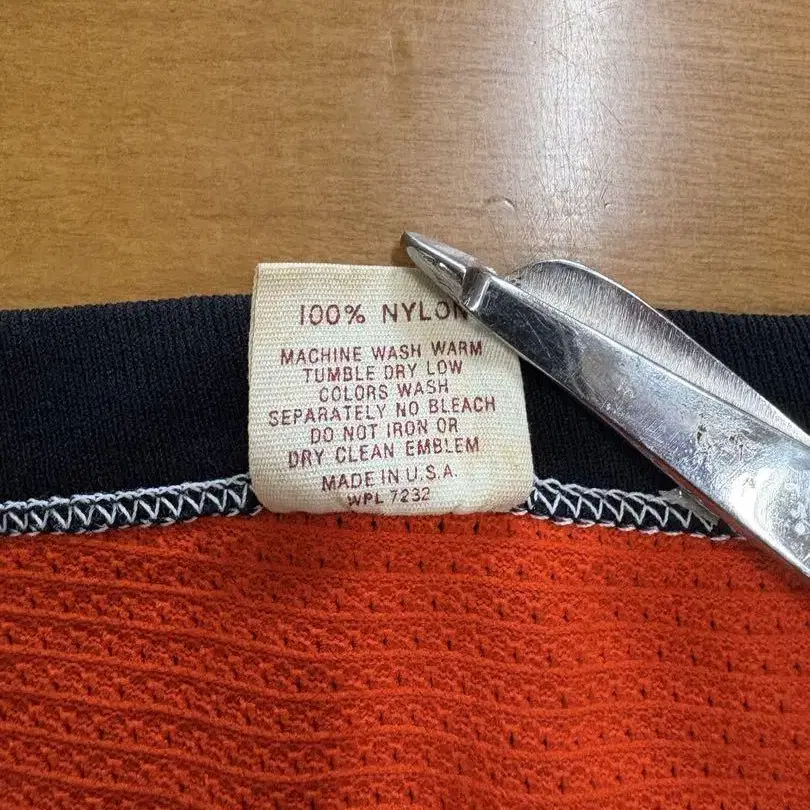 100% NYLON
MACHINE WASH WARM
TUMBLE DRY LOW
COLORS WASH
SEPARATELY NO BLEACH
DO NOT IRON OR
DRY CLEAN EMBLEM
MADE IN U.S.A.
WPL 7232